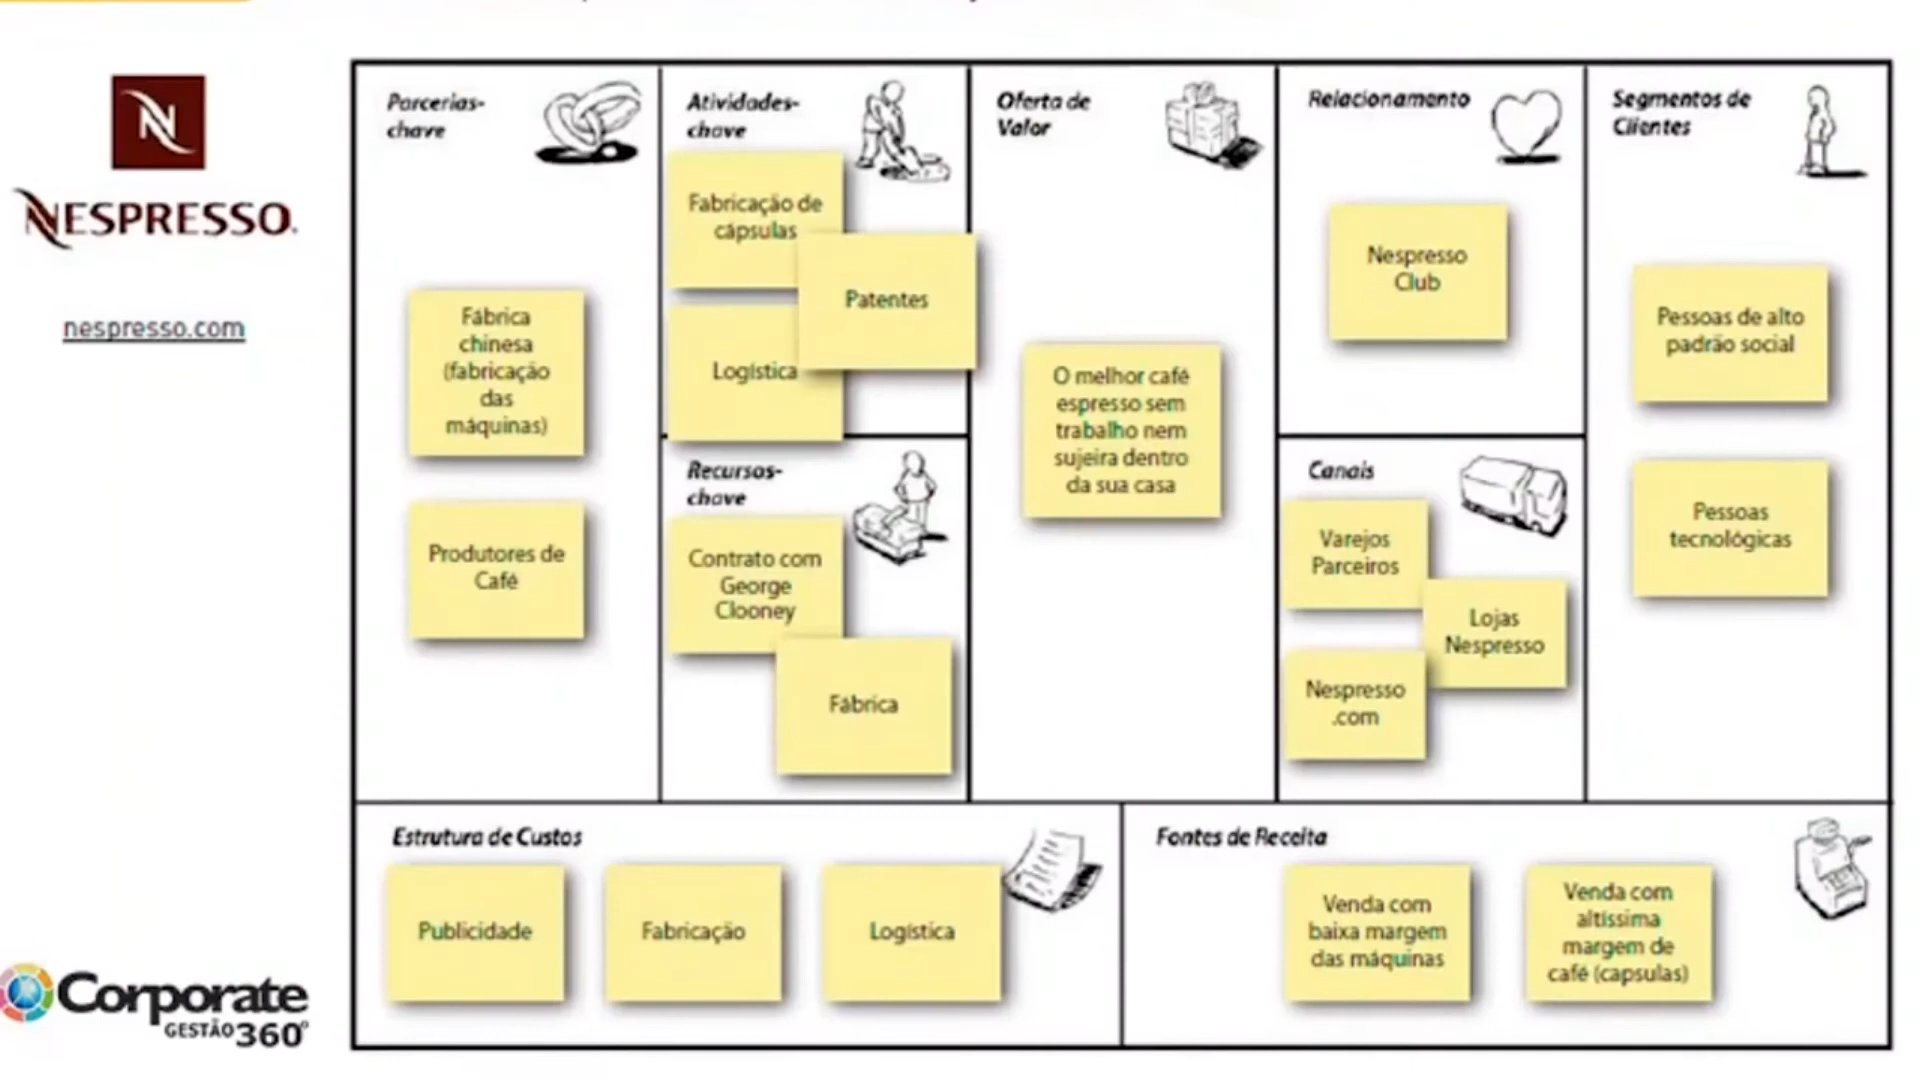 N
NESPRESSO.
nespresso.com
Parcerias-
chave
Fábrica
chinesa
(fabricação
das
máquinas)
Produtores de
Café
Atividades-
chave
Fabricação de
cápsulas
Patentes
Logística
Recursos-
chave
Contrato com
George
Clooney
Fábrica
Oferta de
Valor
O melhor café
espresso sem
trabalho nem
sujeira dentro
da sua casa
Relacionamento
Nespresso
Club
Canais
Varejos
Parceiros
Lojas
Nespresso
Nespresso
.com
Segmentos de
Clientes
Pessoas de alto
padrão social
Pessoas
tecnológicas
Estrutura de Custos
Publicidade
Fabricação
Logística
Fontes de Receita
Venda com
baixa margem
das máquinas
Venda com
altíssima
margem de
café (capsulas)
Corporate
GESTÃO 360°